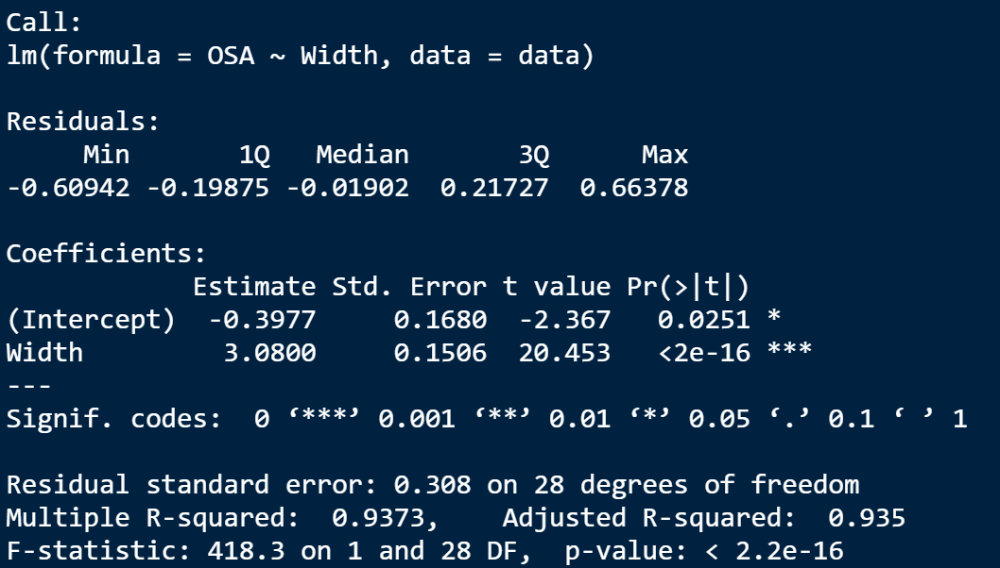 Call:
lm(formula = OSA ~ Width, data = data)
Residuals:
     Min       1Q   Median       3Q      Max
-0.60942 -0.19875 -0.01902  0.21727  0.66378
Coefficients:
            Estimate Std. Error t value Pr(>|t|)
(Intercept)  -0.3977     0.1680  -2.367   0.0251 *
Width         3.0800     0.1506  20.453   <2e-16 ***
---
Signif. codes:  0 ‘***’ 0.001 ‘**’ 0.01 ‘*’ 0.05 ‘.’ 0.1 ‘ ’ 1
Residual standard error: 0.308 on 28 degrees of freedom
Multiple R-squared:  0.9373,    Adjusted R-squared:  0.935
F-statistic: 418.3 on 1 and 28 DF,  p-value: < 2.2e-16